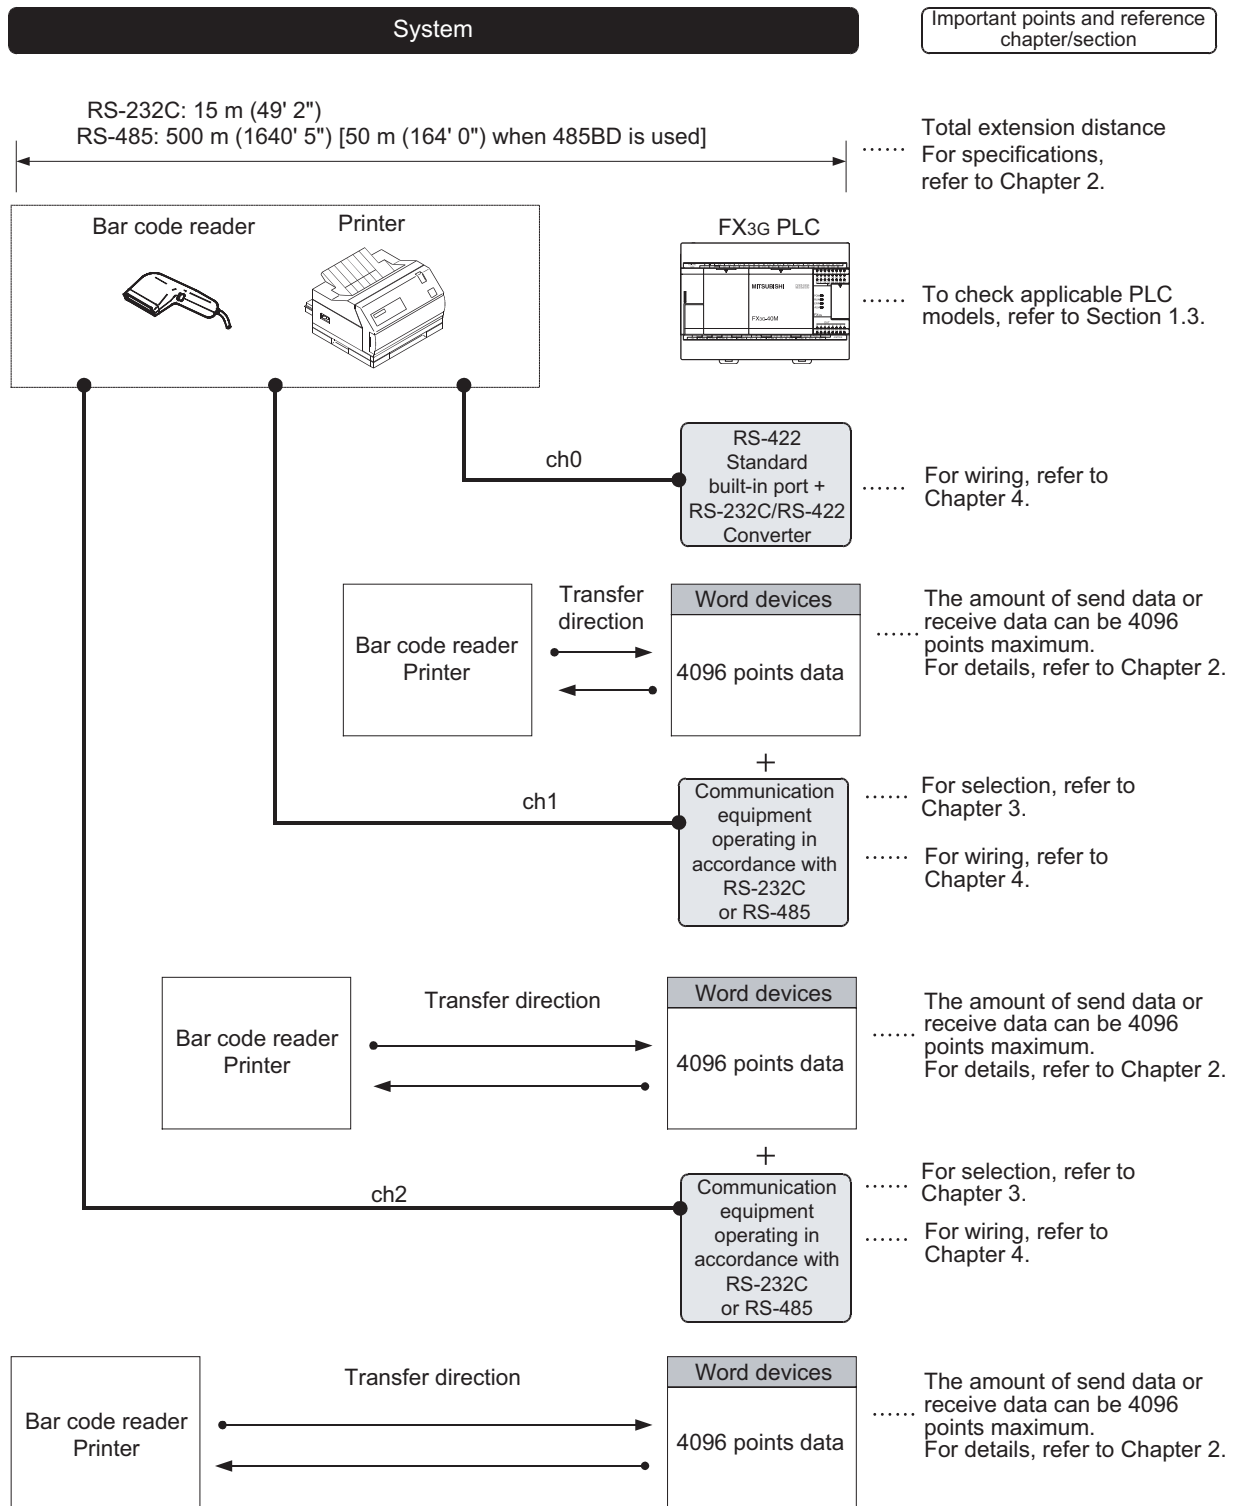 System
Important points and reference
chapter/section
RS-232C: 15 m (49' 2")
RS-485: 500 m (1640' 5") [50 m (164' 0") when 485BD is used]
Total extension distance
For specifications,
refer to Chapter 2.
Bar code reader
Printer
FX3G PLC
MITSUBISHI
FX3G-40M
To check applicable PLC
models, refer to Section 1.3.
RS-422
Standard
built-in port +
RS-232C/RS-422
Converter
ch0
For wiring, refer to
Chapter 4.
Bar code reader
Printer
Transfer
direction
Word devices
4096 points data
The amount of send data or
receive data can be 4096
points maximum.
For details, refer to Chapter 2.
+
ch1
Communication
equipment
operating in
accordance with
RS-232C
or RS-485
For selection, refer to
Chapter 3.
For wiring, refer to
Chapter 4.
Bar code reader
Printer
Transfer direction
Word devices
4096 points data
The amount of send data or
receive data can be 4096
points maximum.
For details, refer to Chapter 2.
+
ch2
Communication
equipment
operating in
accordance with
RS-232C
or RS-485
For selection, refer to
Chapter 3.
For wiring, refer to
Chapter 4.
Bar code reader
Printer
Transfer direction
Word devices
4096 points data
The amount of send data or
receive data can be 4096
points maximum.
For details, refer to Chapter 2.